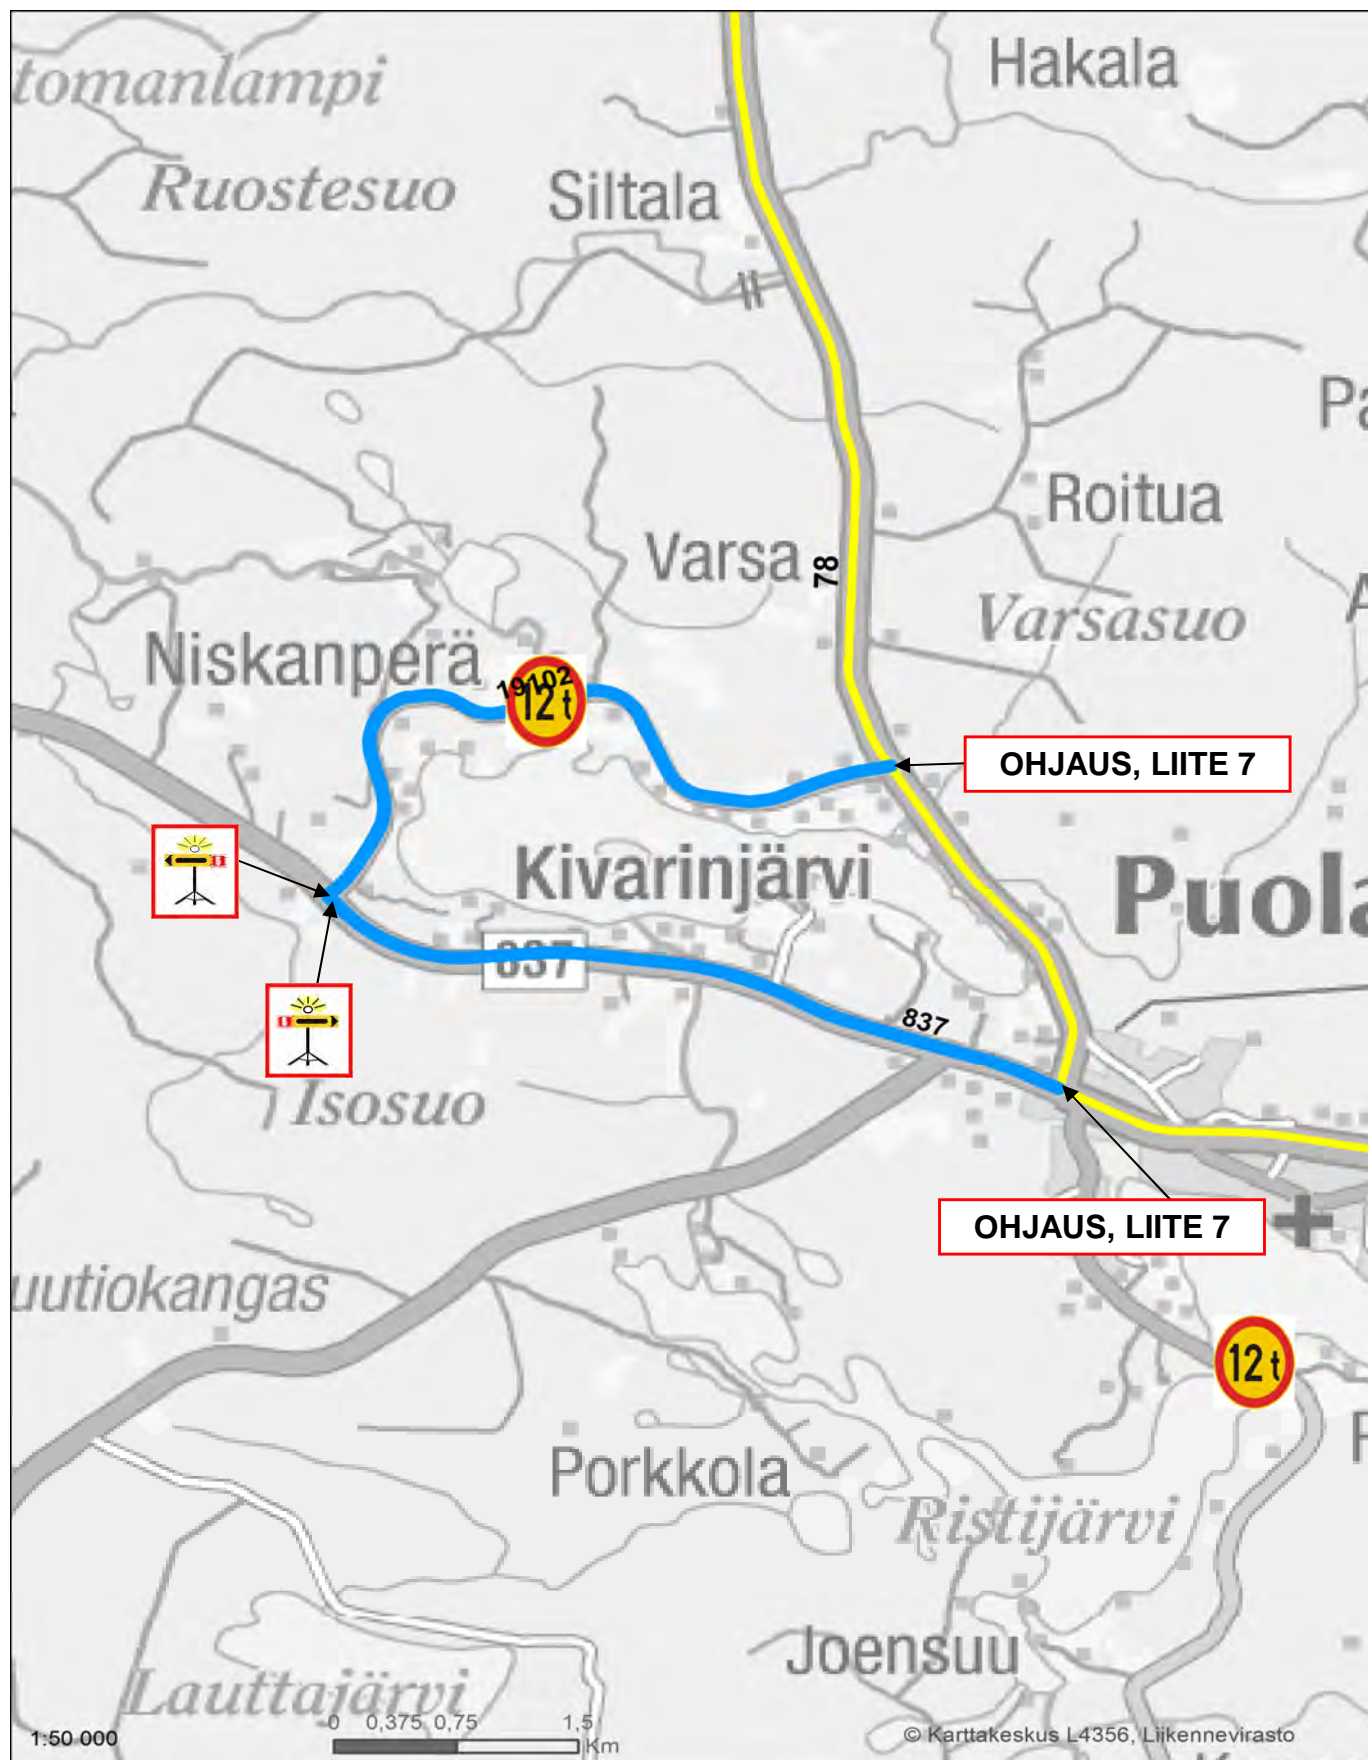 Hakala
tomanlampi
Ruostesuo
Siltala
Pa
Roitua
Varsa
78
A
Varsasuo
Niskanperä
19102
12 t
OHJAUS, LIITE 7
Kivarinjärvi
Puola
837
837
Isosuo
OHJAUS, LIITE 7
uutiokangas
12 t
P
Porkkola
Ristijärvi
Joensuu
Lauttajärvi
0 0,375 0,75 1,5
Km
1:50 000
© Karttakeskus L4356, Liikennevirasto